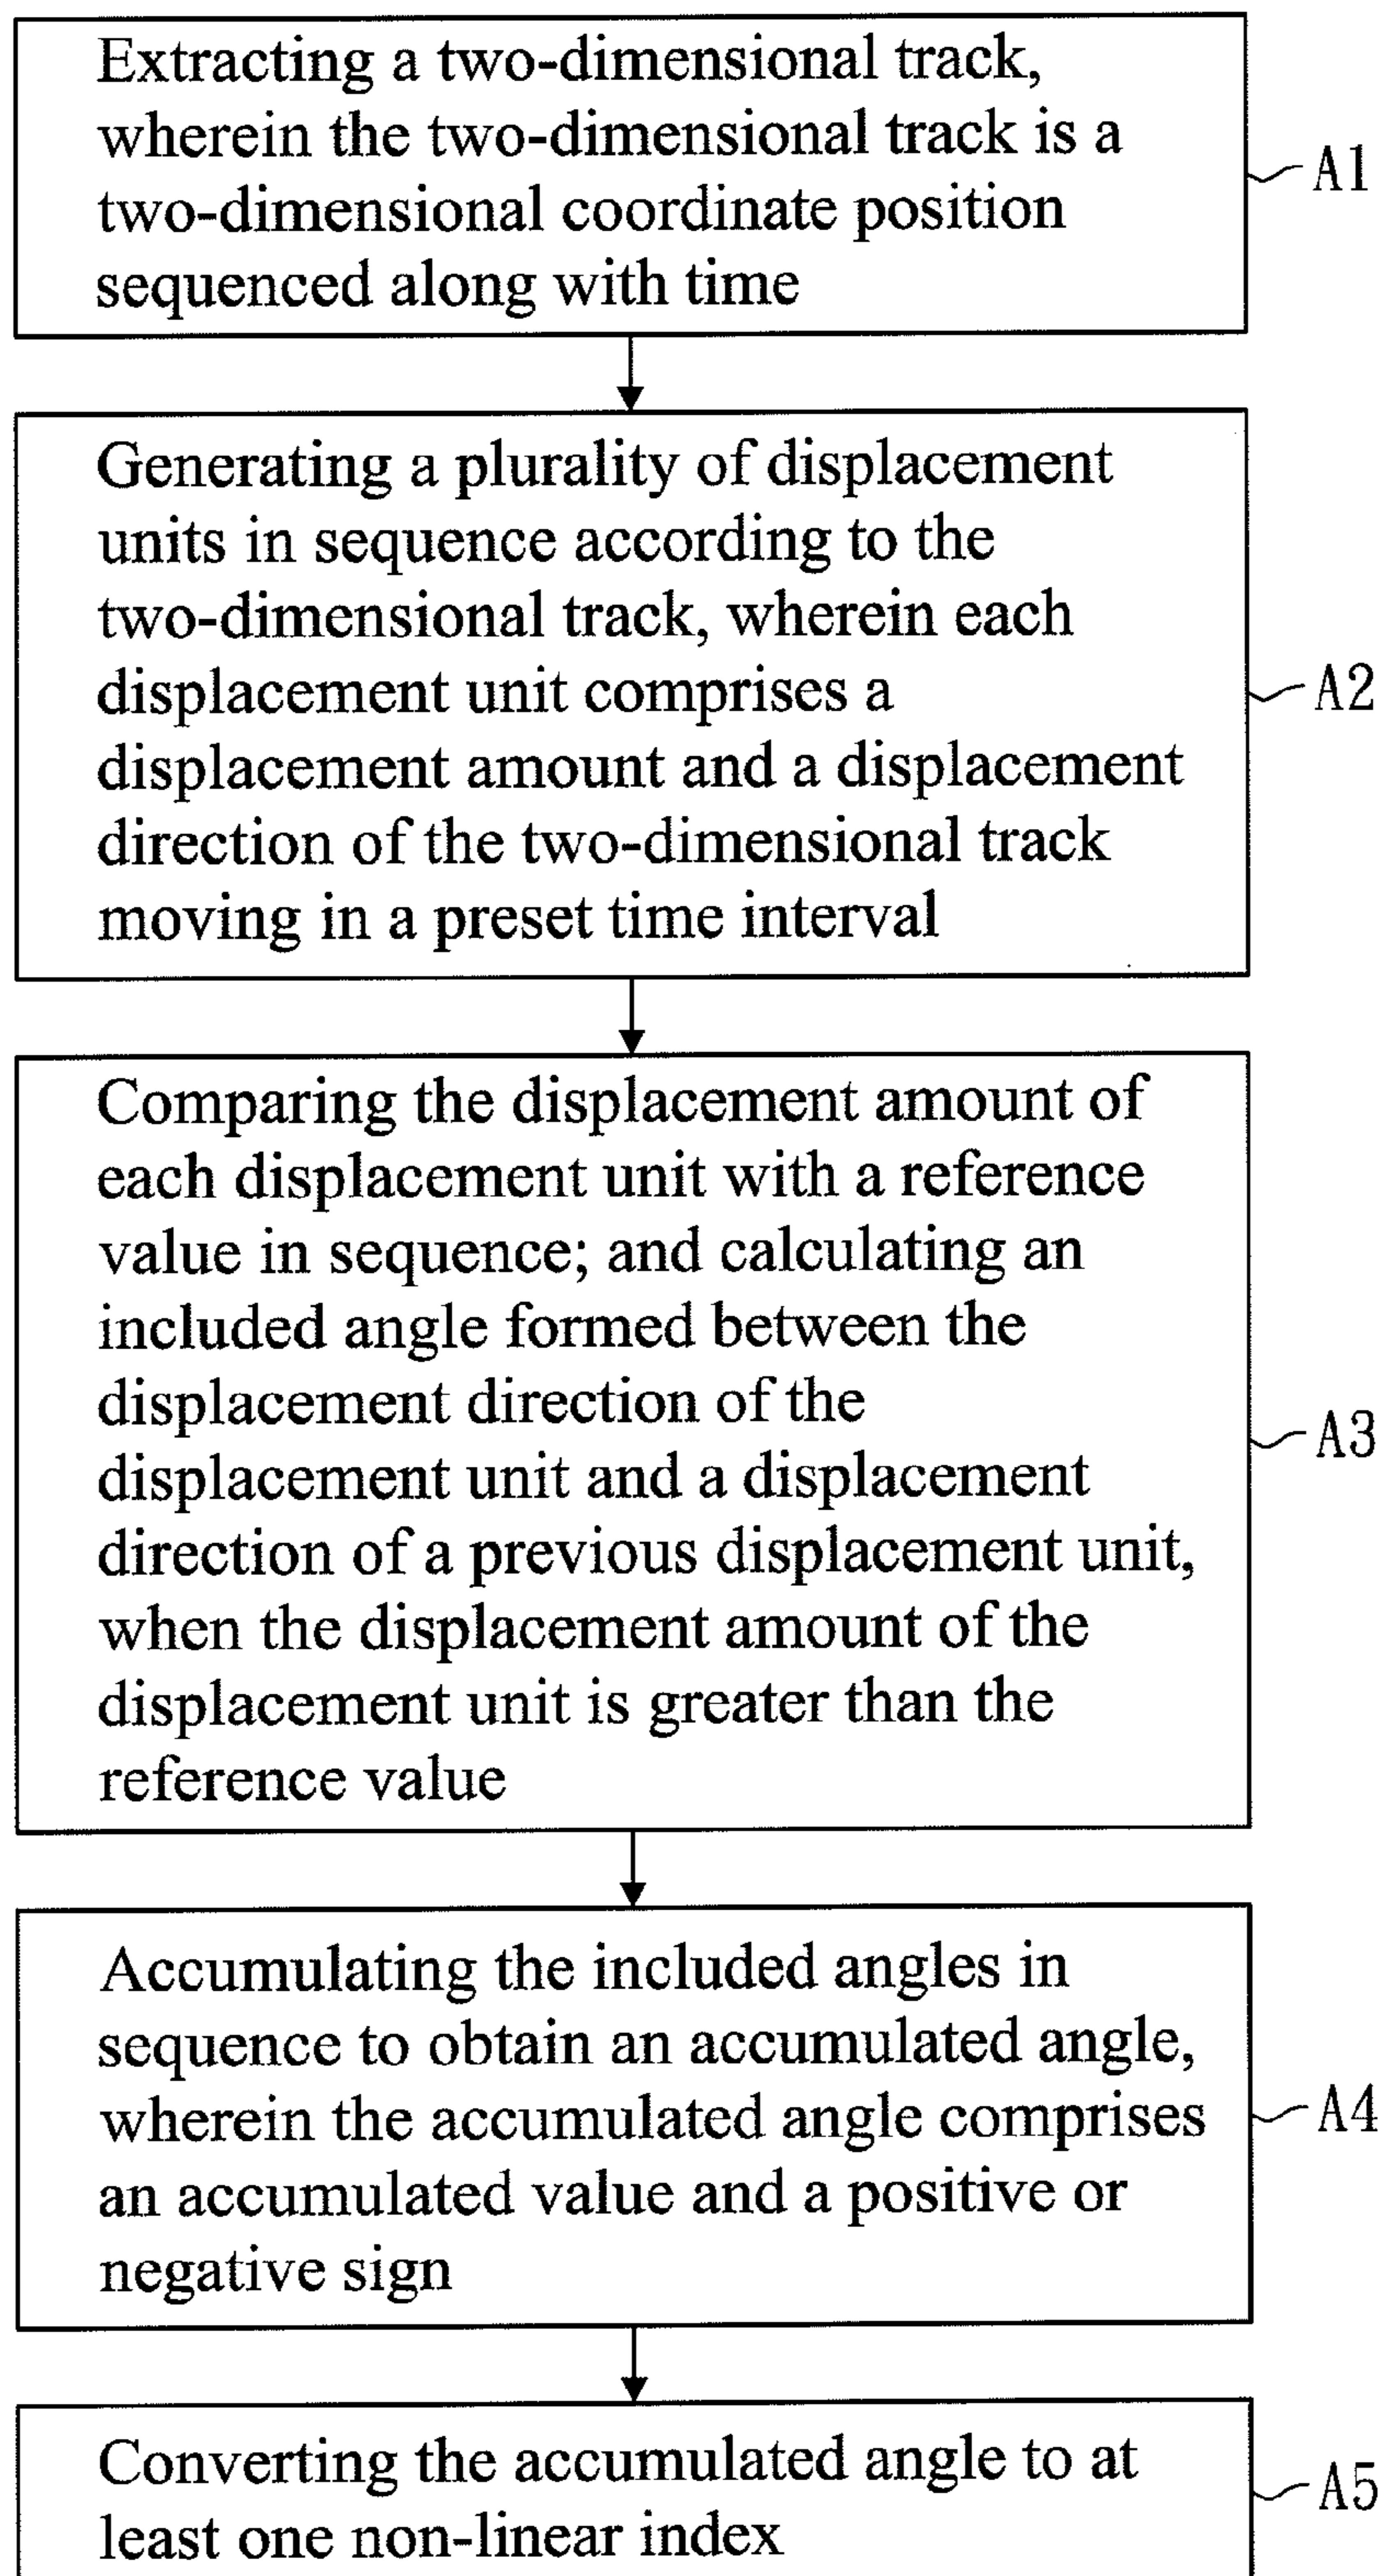 Extracting a two-dimensional track,
wherein the two-dimensional track is a
two-dimensional coordinate position
sequenced along with time
A1
Generating a plurality of displacement
units in sequence according to the
two-dimensional track, wherein each
displacement unit comprises a
displacement amount and a displacement
direction of the two-dimensional track
moving in a preset time interval
A2
Comparing the displacement amount of
each displacement unit with a reference
value in sequence; and calculating an
included angle formed between the
displacement direction of the
displacement unit and a displacement
direction of a previous displacement unit,
when the displacement amount of the
displacement unit is greater than the
reference value
A3
Accumulating the included angles in
sequence to obtain an accumulated angle,
wherein the accumulated angle comprises
an accumulated value and a positive or
negative sign
A4
Converting the accumulated angle to at
least one non-linear index
A5